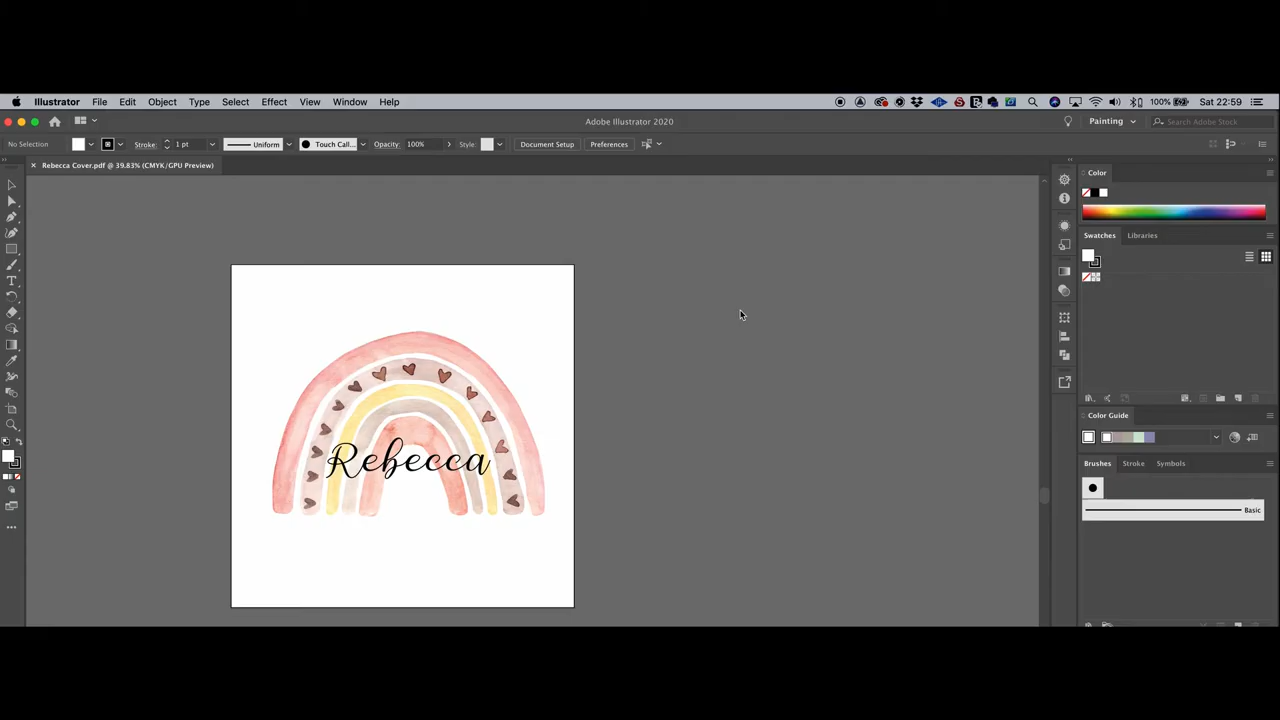 Illustrator File Edit Object Type Select Effect View Window Help 100% Sat 22:59
Adobe Illustrator 2020 Painting Search Adobe Stock
No Selection Stroke: 1 pt Uniform Touch Call... Opacity: 100% Style: Document Setup Preferences
× Rebecca Cover.pdf @ 39.83% (CMYK/GPU Preview)
Color
Swatches Libraries
Color Guide
Brushes Stroke Symbols
Basic
Rebecca